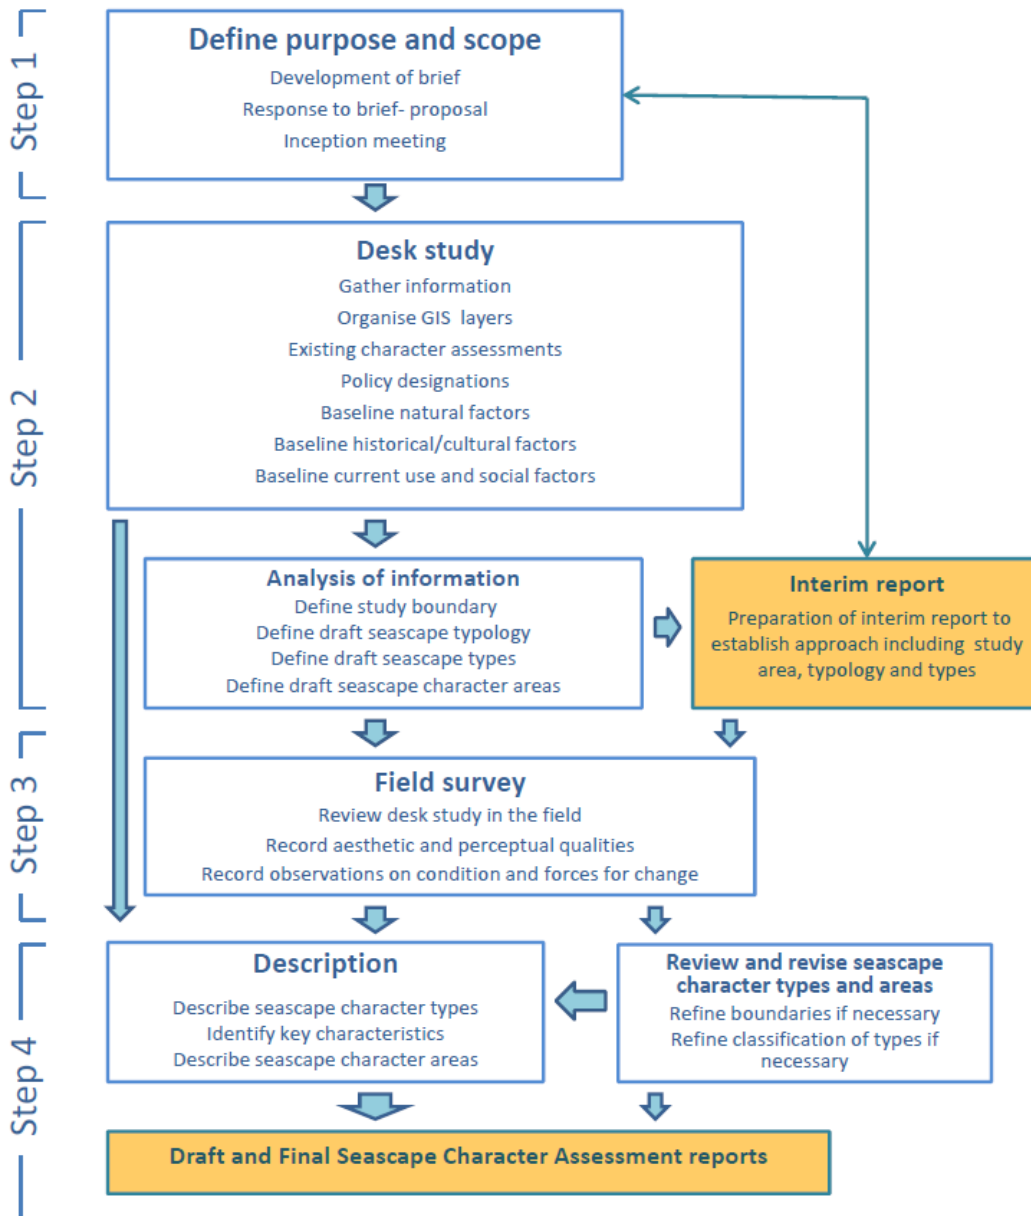 Step 1
Define purpose and scope
Development of brief
Response to brief- proposal
Inception meeting
Step 2
Desk study
Gather information
Organise GIS layers
Existing character assessments
Policy designations
Baseline natural factors
Baseline historical/cultural factors
Baseline current use and social factors
Analysis of information
Define study boundary
Define draft seascape typology
Define draft seascape types
Define draft seascape character areas
Interim report
Preparation of interim report to
establish approach including study
area, typology and types
Step 3
Field survey
Review desk study in the field
Record aesthetic and perceptual qualities
Record observations on condition and forces for change
Step 4
Description
Describe seascape character types
Identify key characteristics
Describe seascape character areas
Review and revise seascape
character types and areas
Refine boundaries if necessary
Refine classification of types if
necessary
Draft and Final Seascape Character Assessment reports